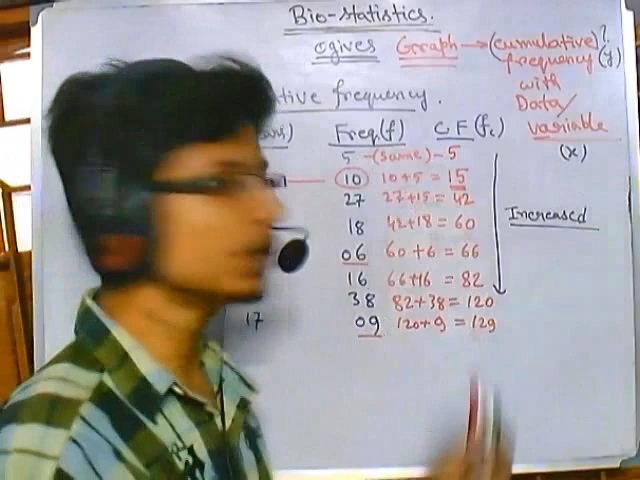 Bio-statistics.
ogives Graph → (cumulative)?
frequency (y)
with
Data/
variable
(x)
ative frequency.
Freq.(f) C F (fc)
5 -(same)- 5
10 10+5 = 15
27 27+15 = 42
18 42+18 = 60
06 60+6 = 66
16 66+16 = 82
38 82+38 = 120
17 09 120+9 = 129
Increased